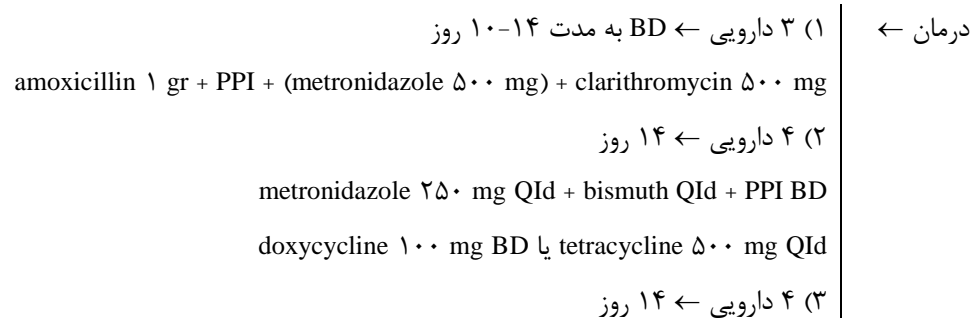 درمان ← ۱) ۳ دارویی ← BD به مدت ۱۴-۱۰ روز
amoxicillin ۱ gr + PPI + (metronidazole ۵۰۰ mg) + clarithromycin ۵۰۰ mg
۲) ۴ دارویی ← ۱۴ روز
metronidazole ۲۵۰ mg QId + bismuth QId + PPI BD
doxycycline ۱۰۰ mg BD یا tetracycline ۵۰۰ mg QId
۳) ۴ دارویی ← ۱۴ روز